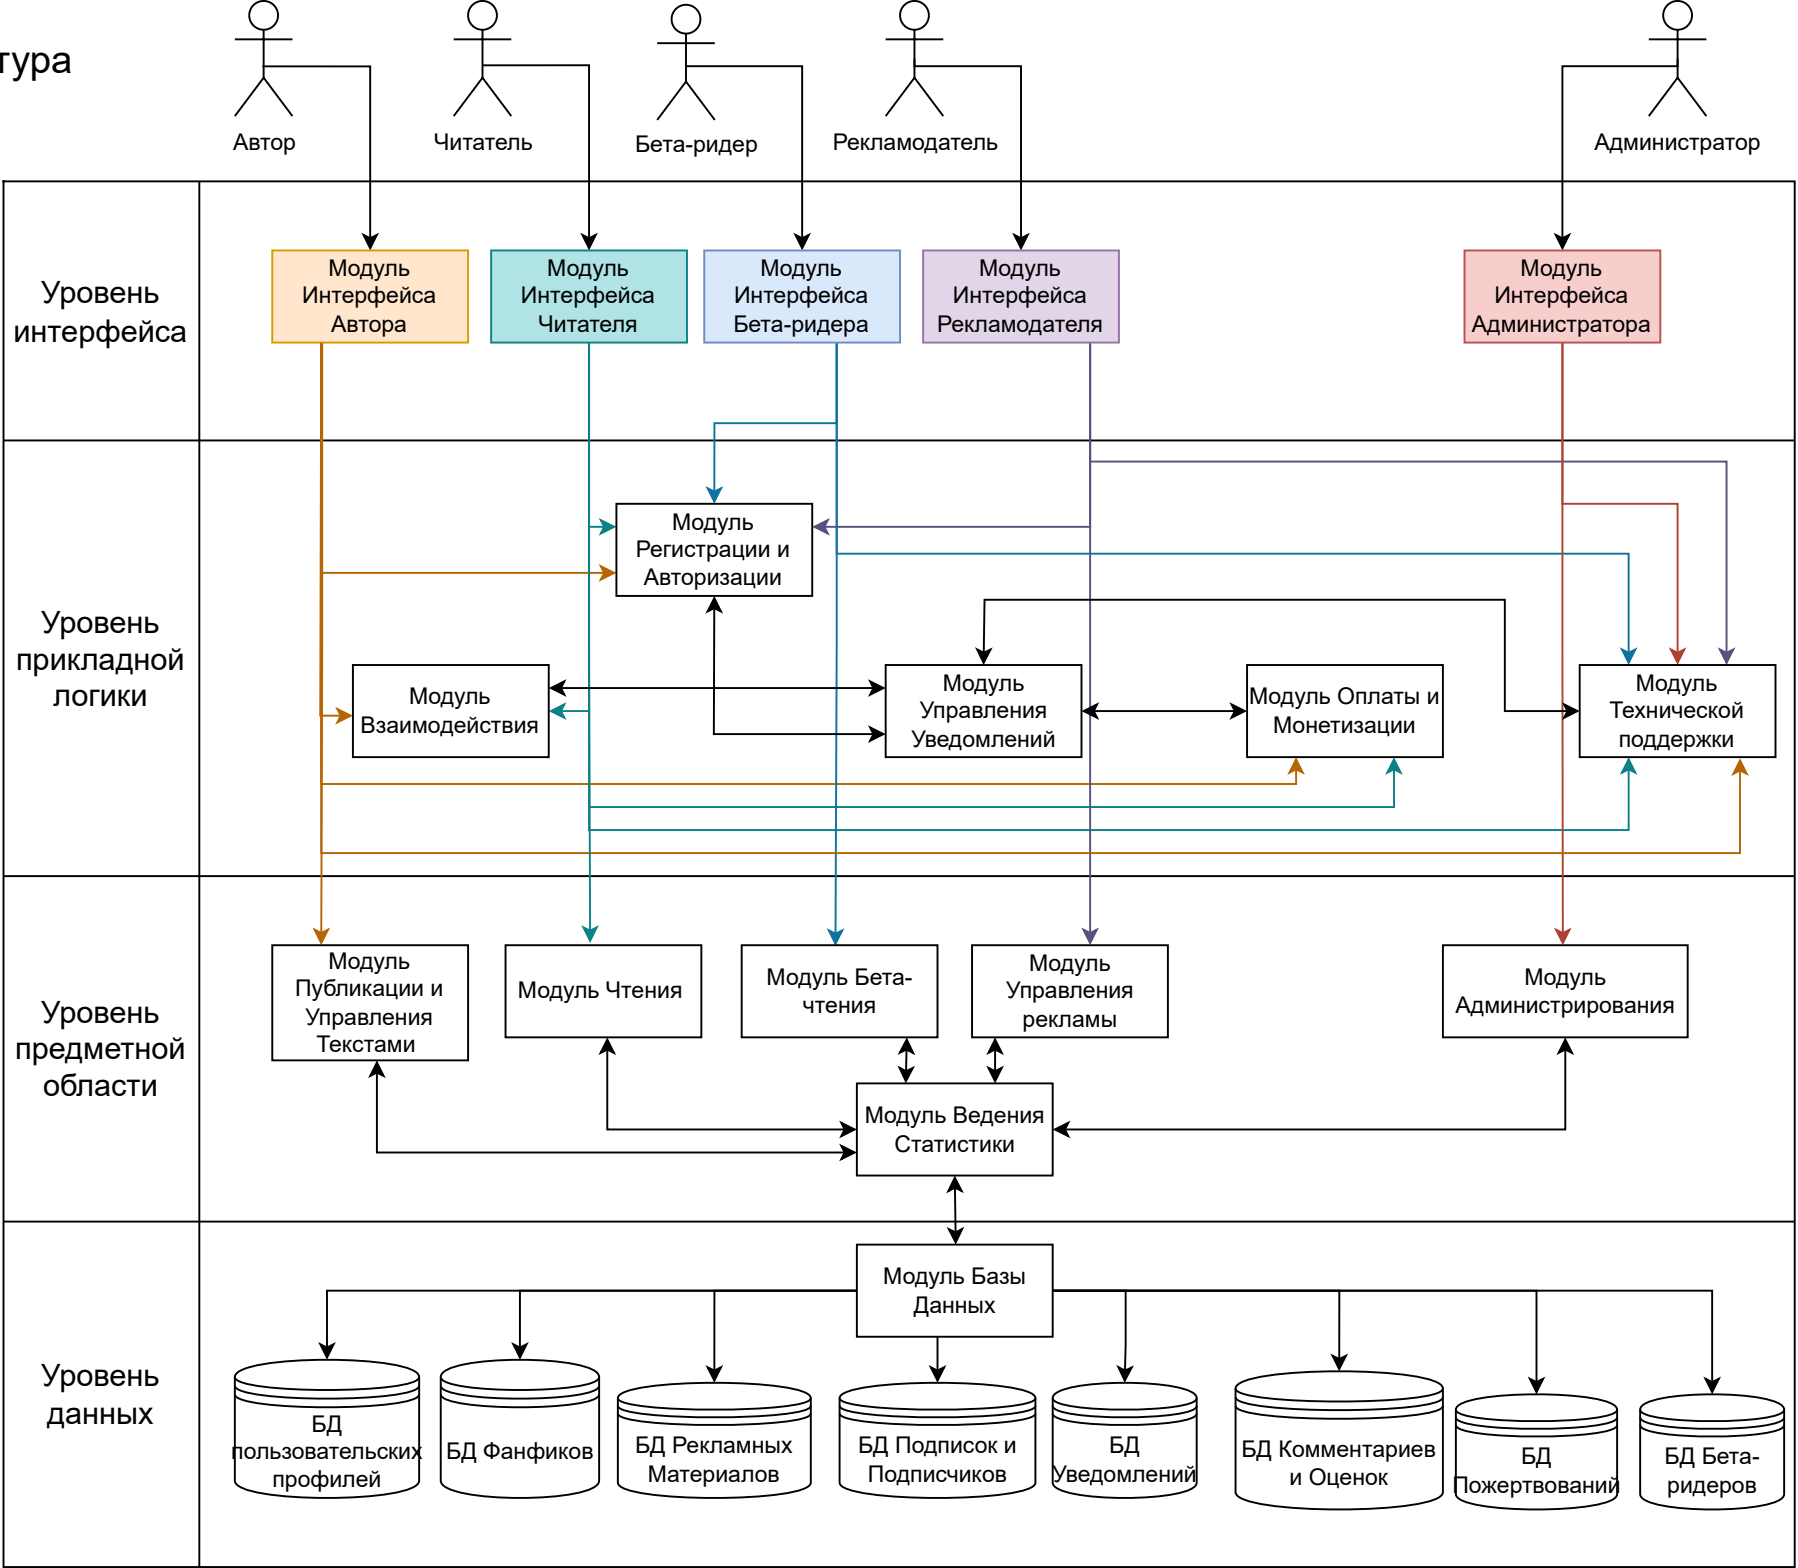 тура
Автор
Читатель
Бета-ридер
Рекламодатель
Администратор
Уровень
интерфейса
Модуль
Интерфейса
Автора
Модуль
Интерфейса
Читателя
Модуль
Интерфейса
Бета-ридера
Модуль
Интерфейса
Рекламодателя
Модуль
Интерфейса
Администратора
Уровень
прикладной
логики
Модуль
Регистрации и
Авторизации
Модуль
Взаимодействия
Модуль
Управления
Уведомлений
Модуль Оплаты и
Монетизации
Модуль
Технической
поддержки
Уровень
предметной
области
Модуль
Публикации и
Управления
Текстами
Модуль Чтения
Модуль Бета-
чтения
Модуль
Управления
рекламы
Модуль
Администрирования
Модуль Ведения
Статистики
Уровень
данных
Модуль Базы
Данных
БД
пользовательских
профилей
БД Фанфиков
БД Рекламных
Материалов
БД Подписок и
Подписчиков
БД
Уведомлений
БД Комментариев
и Оценок
БД
Пожертвований
БД Бета-
ридеров